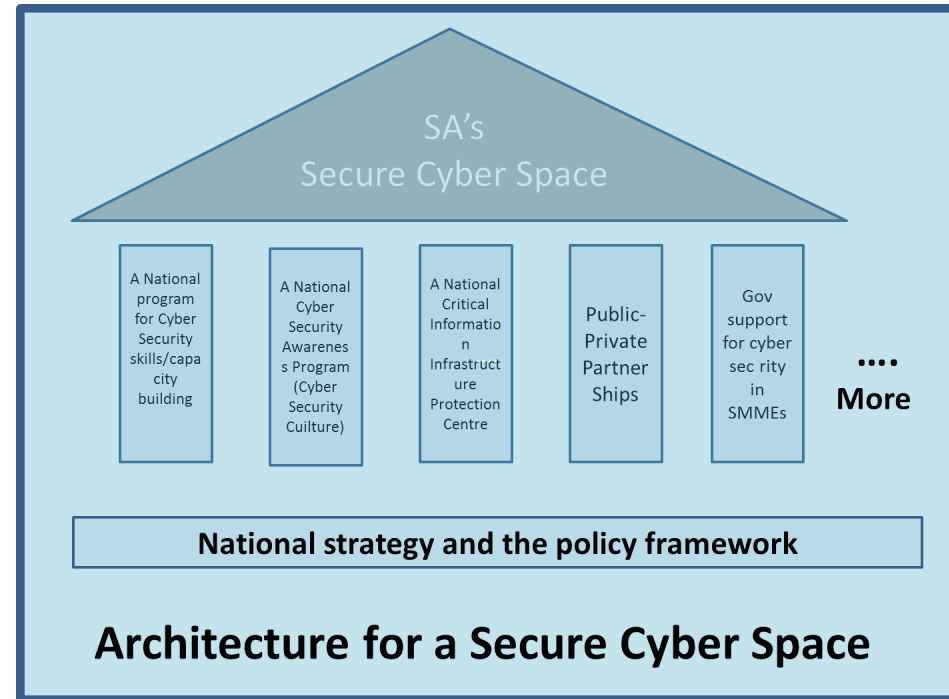 SA's
Secure Cyber Space
A National
program
for Cyber
Security
skills/capa
city
building
A National
Cyber
Security
Awarenes
s Program
(Cyber
Security
Cuilture)
A National
Critical
Informatio
n
Infrastruct
ure
Protection
Centre
Public-
Private
Partner
Ships
Gov
support
for cyber
sec rity
in
SMMEs
....
More
National strategy and the policy framework
Architecture for a Secure Cyber Space